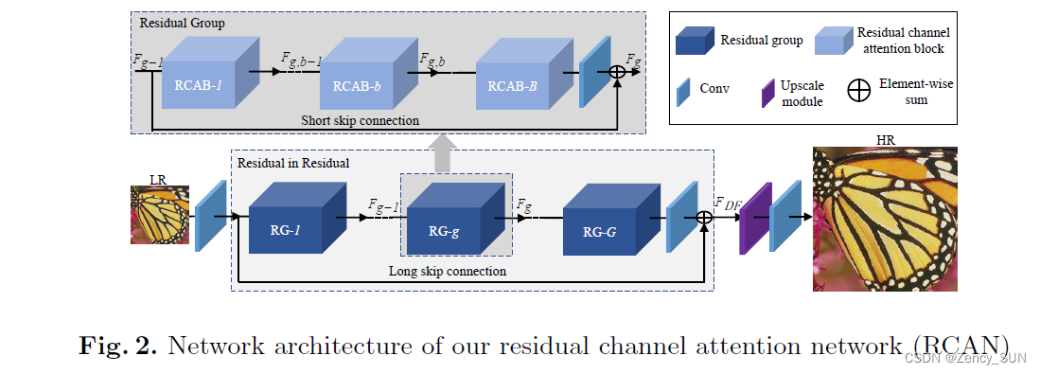 Residual Group
F_{g-1}
RCAB-1
F_{g,b-1}
RCAB-b
F_{g,b}
RCAB-B
F_g
Short skip connection
Residual group
Residual channel
attention block
Conv
Upscale
module
Element-wise
sum
Residual in Residual
LR
RG-1
F_{g-1}
RG-g
F_g
RG-G
F_{DF}
HR
Long skip connection
Fig. 2. Network architecture of our residual channel attention network (RCAN)
CSDN @Zency_SUN